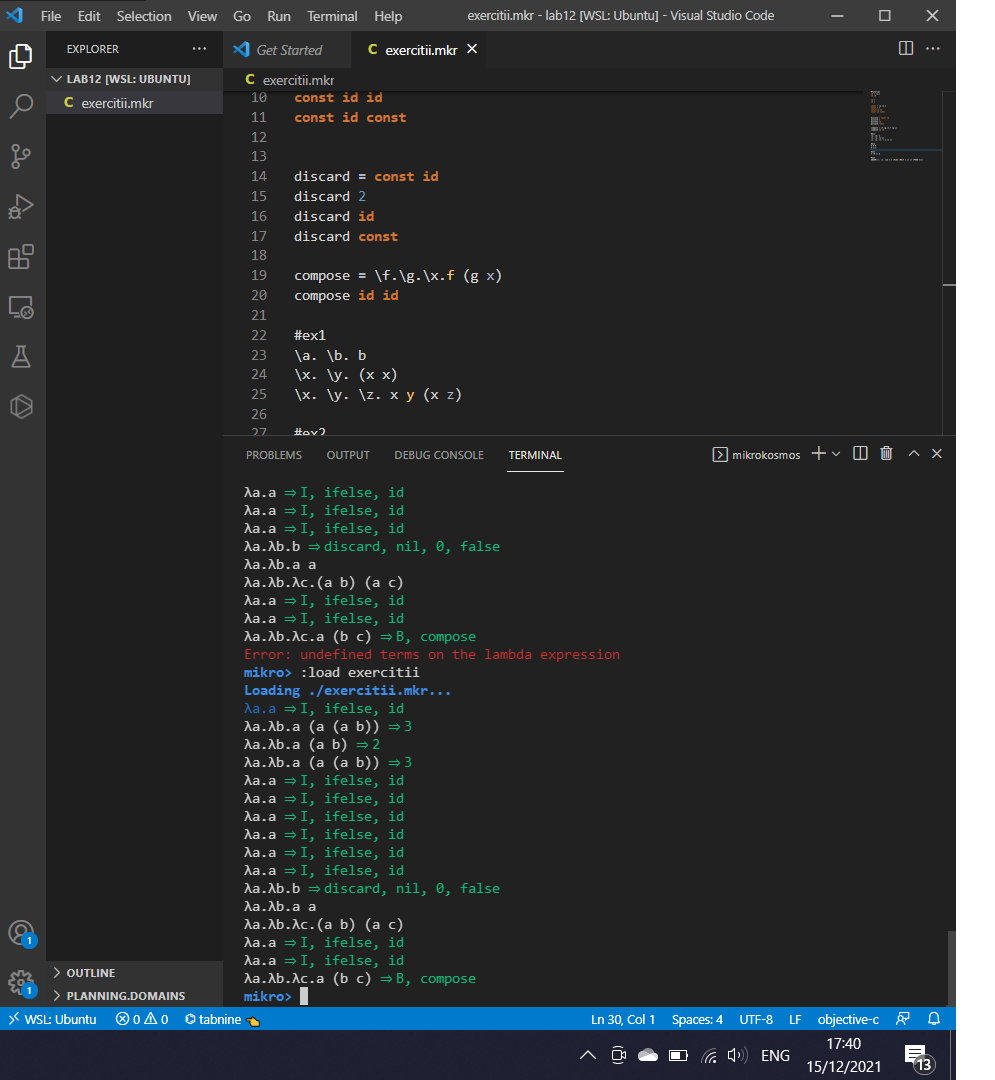 File Edit Selection View Go Run Terminal Help exercitii.mkr - lab12 [WSL: Ubuntu] - Visual Studio Code
EXPLORER ···
LAB12 [WSL: UBUNTU]
C exercitii.mkr
Get Started C exercitii.mkr
C exercitii.mkr
10 const id id
11 const id const
12
13
14 discard = const id
15 discard 2
16 discard id
17 discard const
18
19 compose = \f.\g.\x.f (g x)
20 compose id id
21
22 #ex1
23 \a. \b. b
24 \x. \y. (x x)
25 \x. \y. \z. x y (x z)
26
27 #ex2
PROBLEMS OUTPUT DEBUG CONSOLE TERMINAL mikrokosmos
λa.a ⇒ I, ifelse, id
λa.a ⇒ I, ifelse, id
λa.a ⇒ I, ifelse, id
λa.λb.b ⇒ discard, nil, 0, false
λa.λb.a a
λa.λb.λc.(a b) (a c)
λa.a ⇒ I, ifelse, id
λa.a ⇒ I, ifelse, id
λa.λb.λc.a (b c) ⇒ B, compose
Error: undefined terms on the lambda expression
mikro> :load exercitii
Loading ./exercitii.mkr...
λa.a ⇒ I, ifelse, id
λa.λb.a (a (a b)) ⇒ 3
λa.λb.a (a b) ⇒ 2
λa.λb.a (a (a b)) ⇒ 3
λa.a ⇒ I, ifelse, id
λa.a ⇒ I, ifelse, id
λa.a ⇒ I, ifelse, id
λa.a ⇒ I, ifelse, id
λa.a ⇒ I, ifelse, id
λa.a ⇒ I, ifelse, id
λa.λb.b ⇒ discard, nil, 0, false
λa.λb.a a
λa.λb.λc.(a b) (a c)
λa.a ⇒ I, ifelse, id
λa.a ⇒ I, ifelse, id
λa.λb.λc.a (b c) ⇒ B, compose
mikro>
1
1
OUTLINE
PLANNING.DOMAINS
WSL: Ubuntu 0 0 tabnine Ln 30, Col 1 Spaces: 4 UTF-8 LF objective-c
ENG 17:40
15/12/2021 13